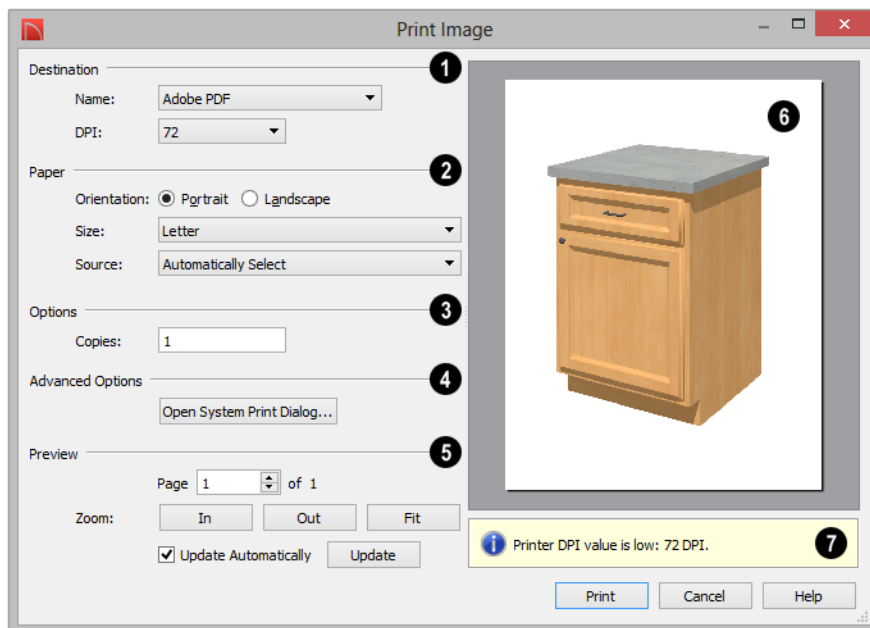 Print Image
Destination 1
Name: Adobe PDF
DPI: 72
Paper 2
Orientation: Portrait Landscape
Size: Letter
Source: Automatically Select
Options 3
Copies: 1
Advanced Options 4
Open System Print Dialog...
Preview 5
Page 1 of 1
Zoom: In Out Fit
Update Automatically Update
6
Printer DPI value is low: 72 DPI. 7
Print Cancel Help